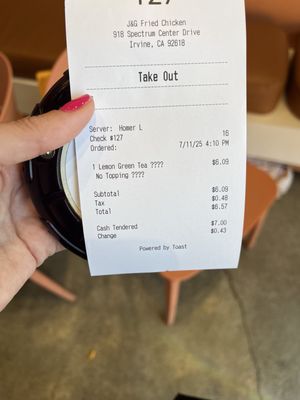 127
J&G Fried Chicken
918 Spectrum Center Drive
Irvine, CA 92618
Take Out
Server: Homer L 16
Check #127
Ordered: 7/11/25 4:10 PM
1 Lemon Green Tea ???? $6.09
No Topping ????
Subtotal $6.09
Tax $0.48
Total $6.57
Cash Tendered $7.00
Change $0.43
Powered by Toast